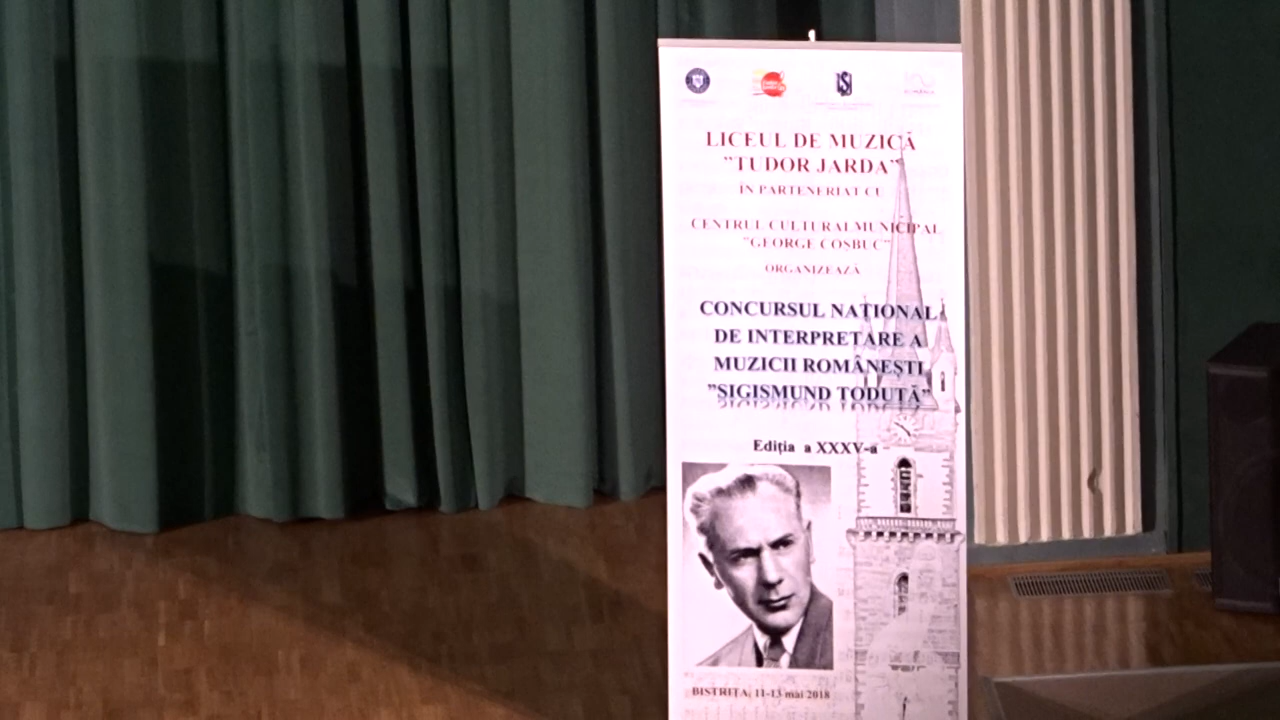 LICEUL DE MUZICĂ
”TUDOR JARDA”
ÎN PARTENERIAT CU
CENTRUL CULTURAL MUNICIPAL
”GEORGE COȘBUC”
ORGANIZEAZĂ
CONCURSUL NAȚIONAL
DE INTERPRETARE A
MUZICII ROMÂNEȘTI
”SIGISMUND TODUȚĂ”
Ediția a XXXV-a
BISTRIȚA, 11-13 mai 2018